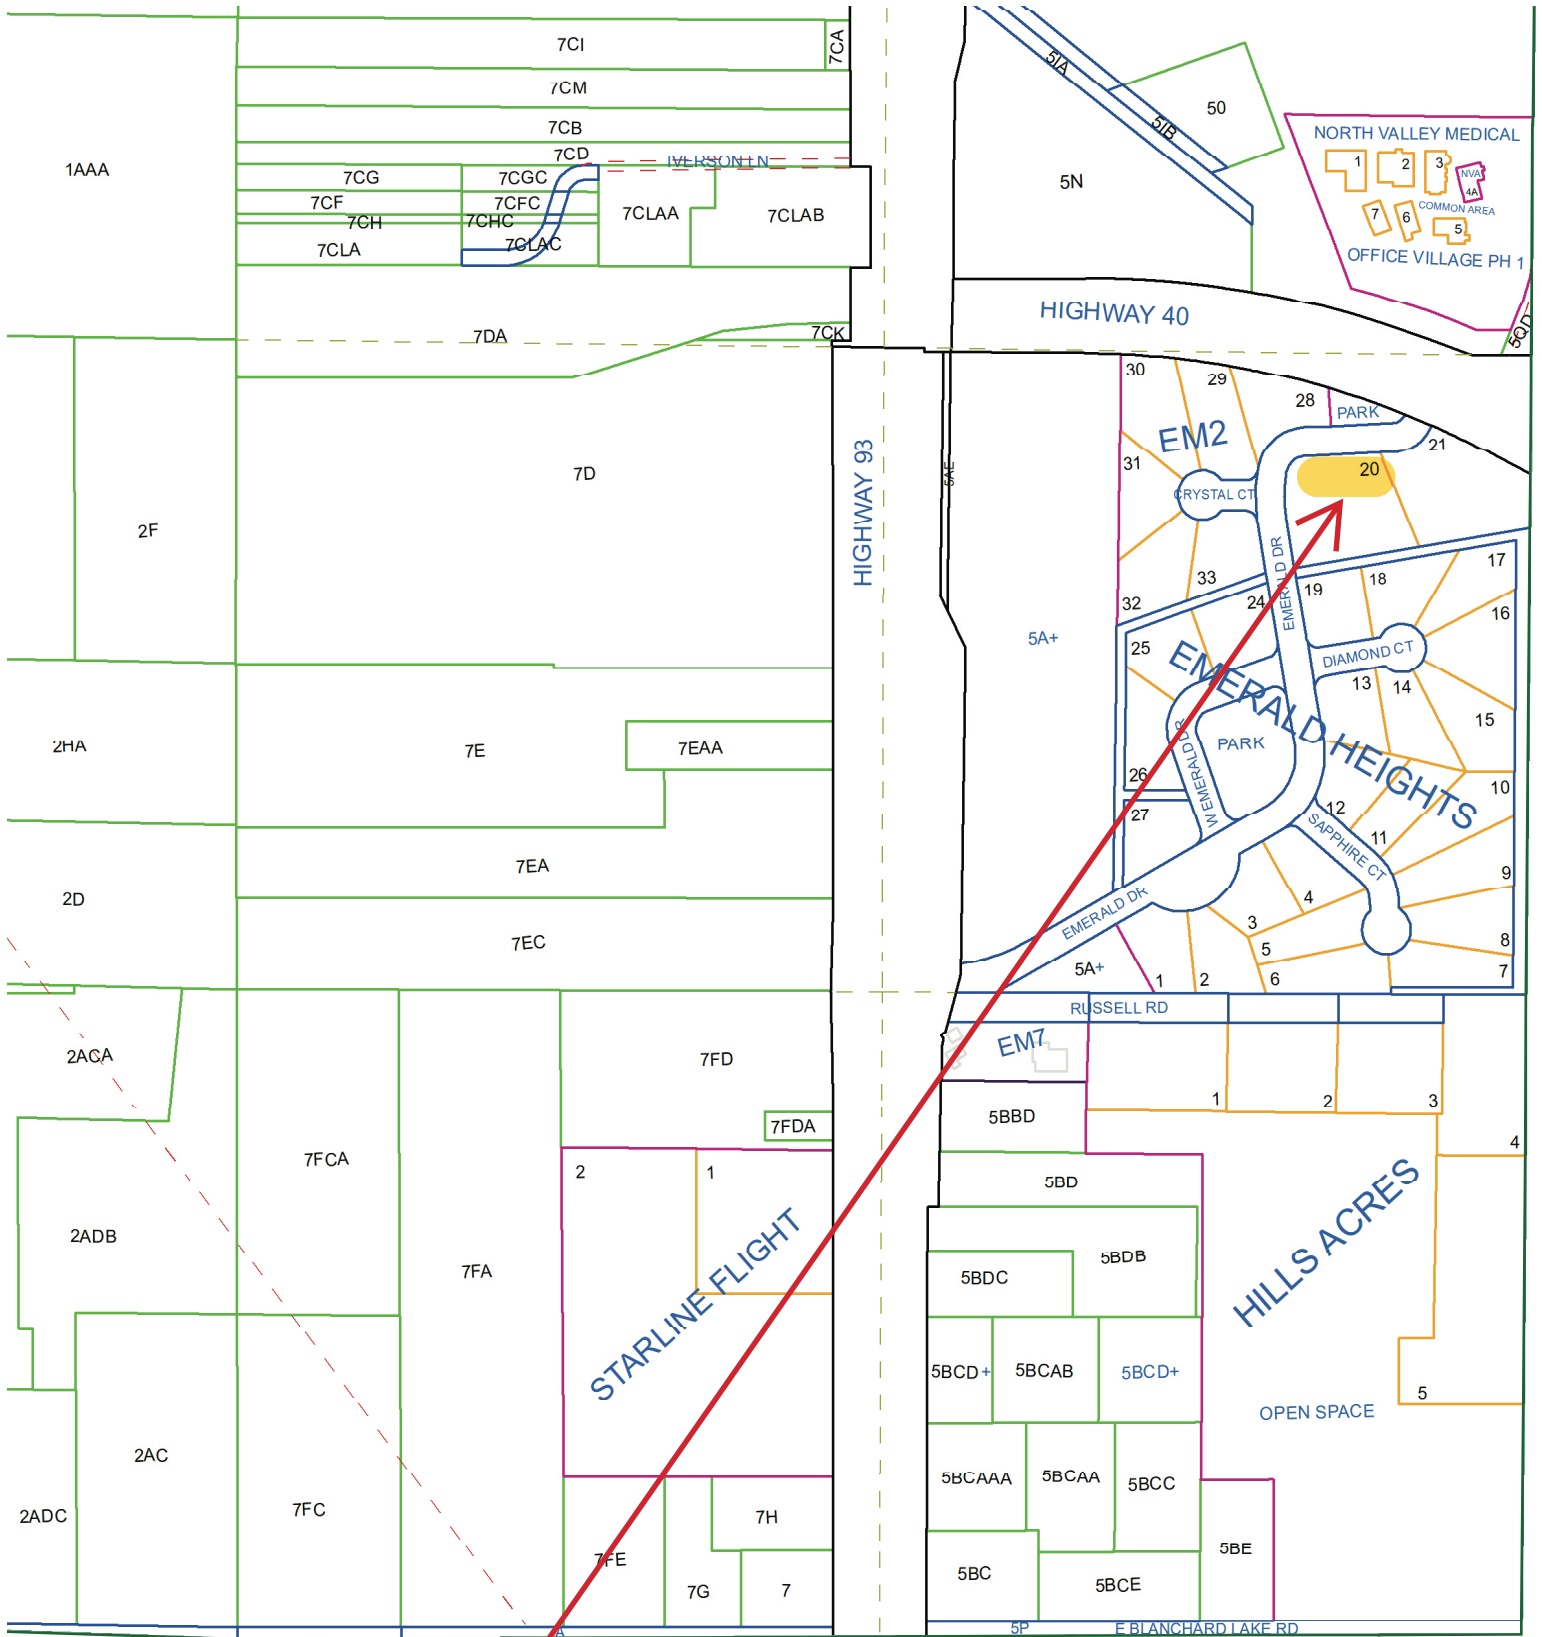 7CI
7CA
7CM
7CB
7CD
IVERSON LN
1AAA
7CG
7CGC
7CF
7CFC
7CH
7CHC
7CLA
7CLAC
7CLAA
7CLAB
7DA
7CK
5IA
5IB
50
5N
NORTH VALLEY MEDICAL
1
2
3
NVA
4A
COMMON AREA
7
6
5
OFFICE VILLAGE PH 1
5QD
HIGHWAY 40
30
29
28
PARK
21
EM2
20
31
CRYSTAL CT
7D
2F
HIGHWAY 93
5AE
33
32
24
EMERALD DR
19
18
17
16
5A+
25
EMERALD HEIGHTS
DIAMOND CT
13
14
15
W EMERALD DR
PARK
26
27
10
12
11
SAPPHIRE CT
9
2HA
7E
7EAA
7EA
2D
7EC
EMERALD DR
4
3
5
8
5A+
1
2
6
7
RUSSELL RD
EM7
2ACA
7FD
7FDA
5BBD
1
2
3
4
7FCA
2
1
5BD
2ADB
7FA
STARLINE FLIGHT
5BDB
5BDC
HILLS ACRES
5BCD+
5BCAB
5BCD+
5
OPEN SPACE
2AC
5BCAAA
5BCAA
5BCC
2ADC
7FC
7H
7FE
7G
7
5BE
5BC
5BCE
A
5P
E BLANCHARD LAKE RD